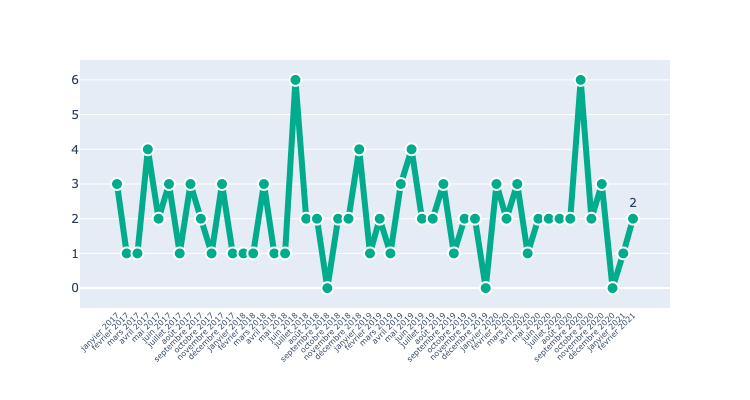 6
5
4
3
2
1
0
2
janvier 2017
février 2017
mars 2017
avril 2017
mai 2017
juin 2017
juillet 2017
août 2017
septembre 2017
octobre 2017
novembre 2017
décembre 2017
janvier 2018
février 2018
mars 2018
avril 2018
mai 2018
juin 2018
juillet 2018
août 2018
septembre 2018
octobre 2018
novembre 2018
décembre 2018
janvier 2019
février 2019
mars 2019
avril 2019
mai 2019
juin 2019
juillet 2019
août 2019
septembre 2019
octobre 2019
novembre 2019
décembre 2019
janvier 2020
février 2020
mars 2020
avril 2020
mai 2020
juin 2020
juillet 2020
août 2020
septembre 2020
octobre 2020
novembre 2020
décembre 2020
janvier 2021
février 2021